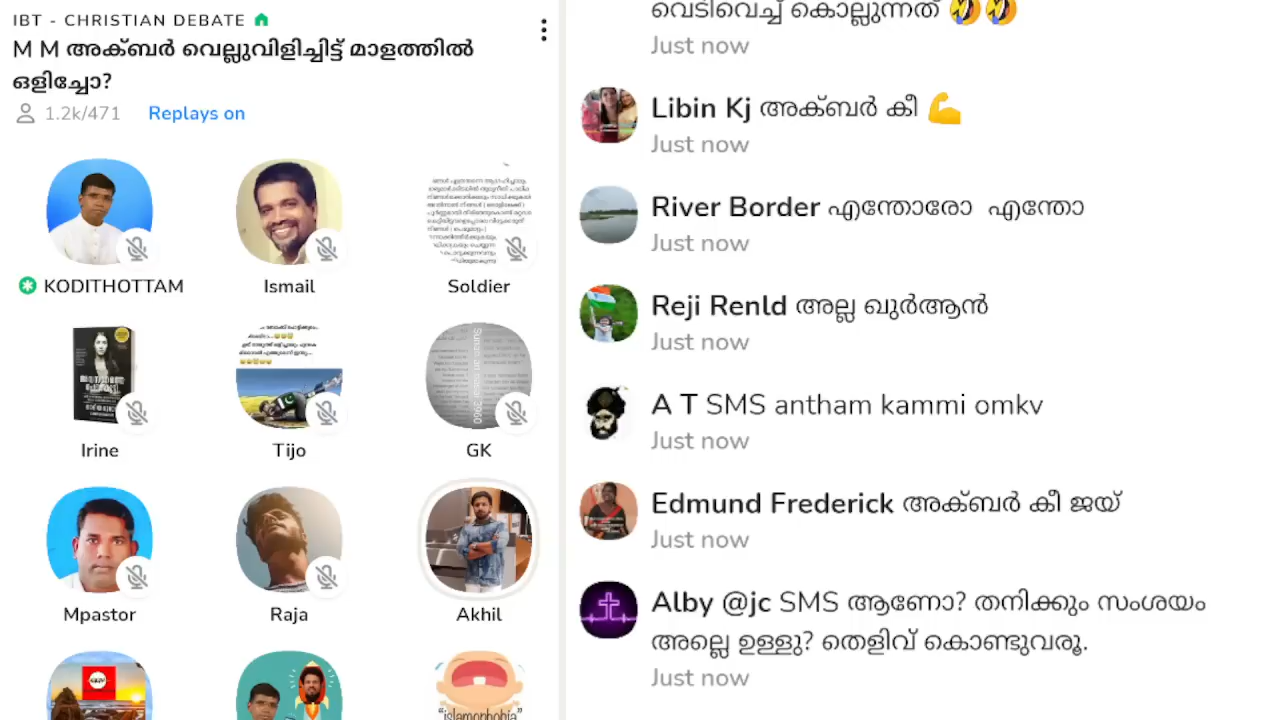 IBT - CHRISTIAN DEBATE
M M അക്ബർ വെല്ലുവിളിച്ചിട്ട് മാളത്തിൽ
ഒളിച്ചോ?
1.2k/471 Replays on
KODITHOTTAM Ismail Soldier
Irine Tijo GK
Mpastor Raja Akhil
"islamophobia"
വെടിവെച്ച് കൊല്ലുന്നത് 🤣🤣
Just now
Libin Kj അക്ബർ കീ 💪
Just now
River Border എന്തോരോ എന്തോ
Just now
Reji Renld അല്ല ഖുർആൻ
Just now
A T SMS antham kammi omkv
Just now
Edmund Frederick അക്ബർ കീ ജയ്
Just now
Alby @jc SMS ആണോ? തനിക്കും സംശയം
അല്ലെ ഉള്ളു? തെളിവ് കൊണ്ടുവരൂ.
Just now